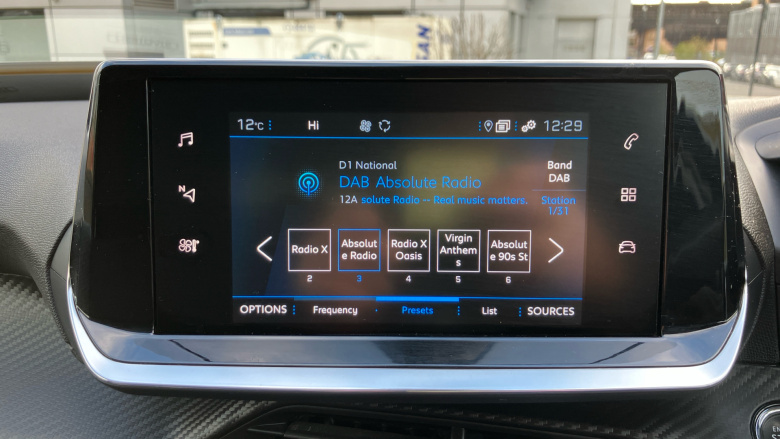 12°C Hi 12:29
N
D1 National
DAB Absolute Radio
12A solute Radio -- Real music matters.
Band
DAB
Station
1/31
Radio X
2
Absolut
e Radio
3
Radio X
Oasis
4
Virgin
Anthem
s
5
Absolut
e 90s St
6
OPTIONS Frequency Presets List SOURCES